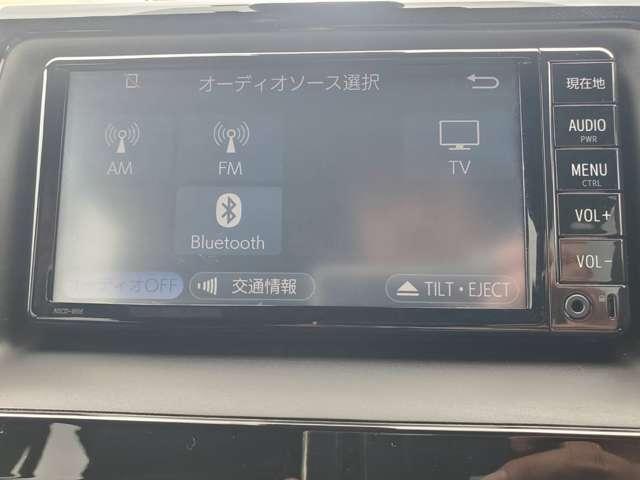 オーディオソース選択
AM
FM
TV
Bluetooth
オーディオOFF
交通情報
TILT・EJECT
現在地
AUDIO
PWR
MENU
CTRL
VOL+
VOL-